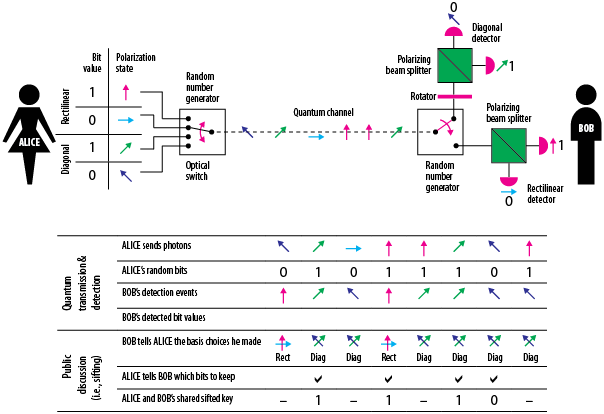 Bit
value
Polarization
state
Rectilinear
Diagonal
1
0
1
0
ALICE
Random
number
generator
Optical
switch
Quantum channel
0
Diagonal
detector
Polarizing
beam splitter
1
Rotator
Polarizing
beam splitter
1
BOB
Random
number
generator
0
Rectilinear
detector
Quantum
transmission &
detection
ALICE sends photons
ALICE's random bits 0 1 0 1 1 1 0 1
BOB's detection events
BOB's detected bit values
Public
discussion
(i.e., sifting)
BOB tells ALICE the basis choices he made
Rect Diag Diag Rect Diag Diag Diag Diag
ALICE tells BOB which bits to keep
ALICE and BOB's shared sifted key – 1 – 1 – 1 0 –